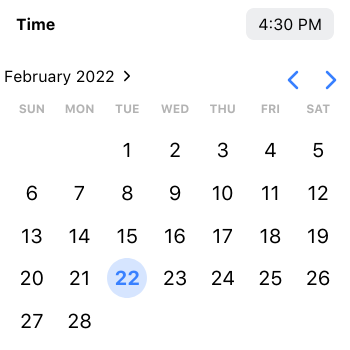 Time 4:30 PM
February 2022
SUN MON TUE WED THU FRI SAT
1 2 3 4 5
6 7 8 9 10 11 12
13 14 15 16 17 18 19
20 21 22 23 24 25 26
27 28